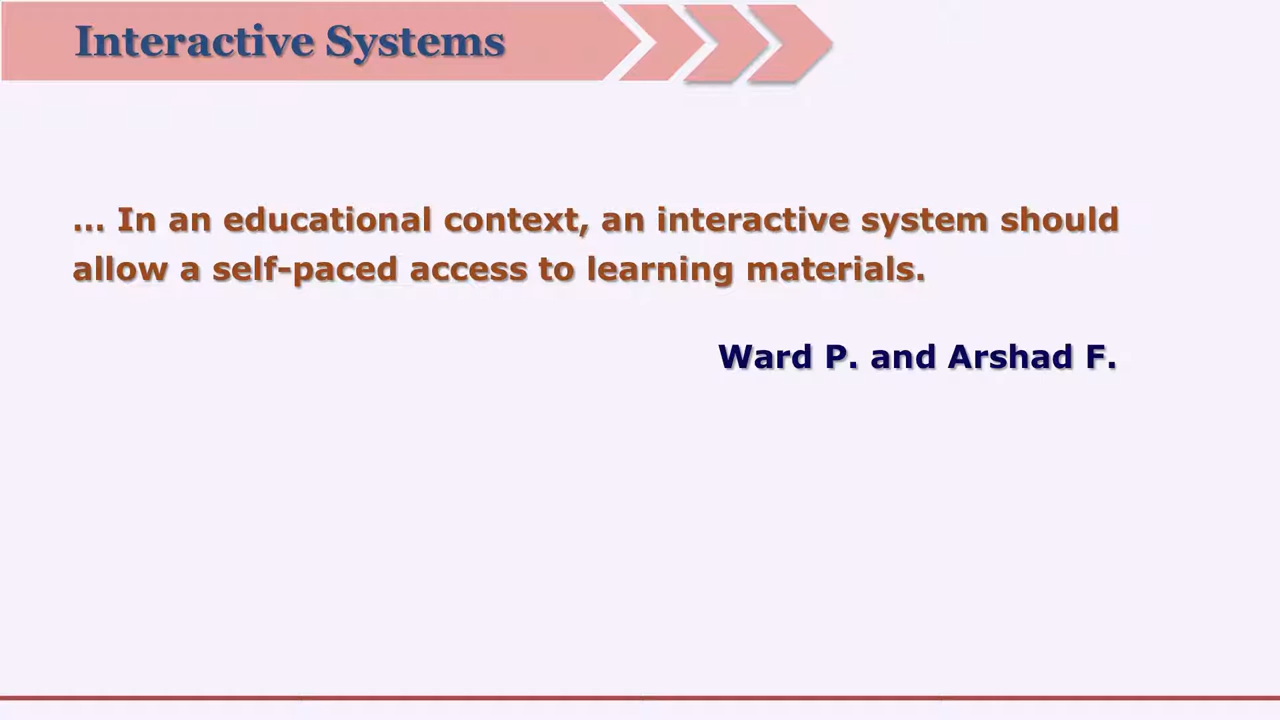 Interactive Systems
... In an educational context, an interactive system should
allow a self-paced access to learning materials.
Ward P. and Arshad F.